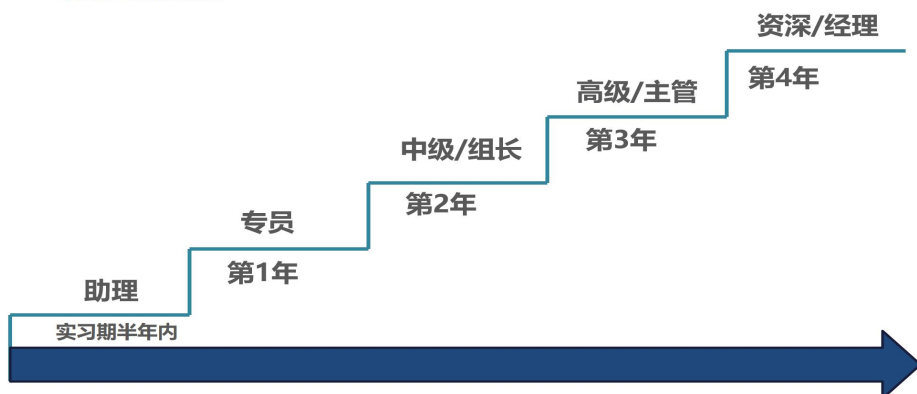 资深/经理
第4年
高级/主管
第3年
中级/组长
第2年
专员
第1年
助理
实习期半年内